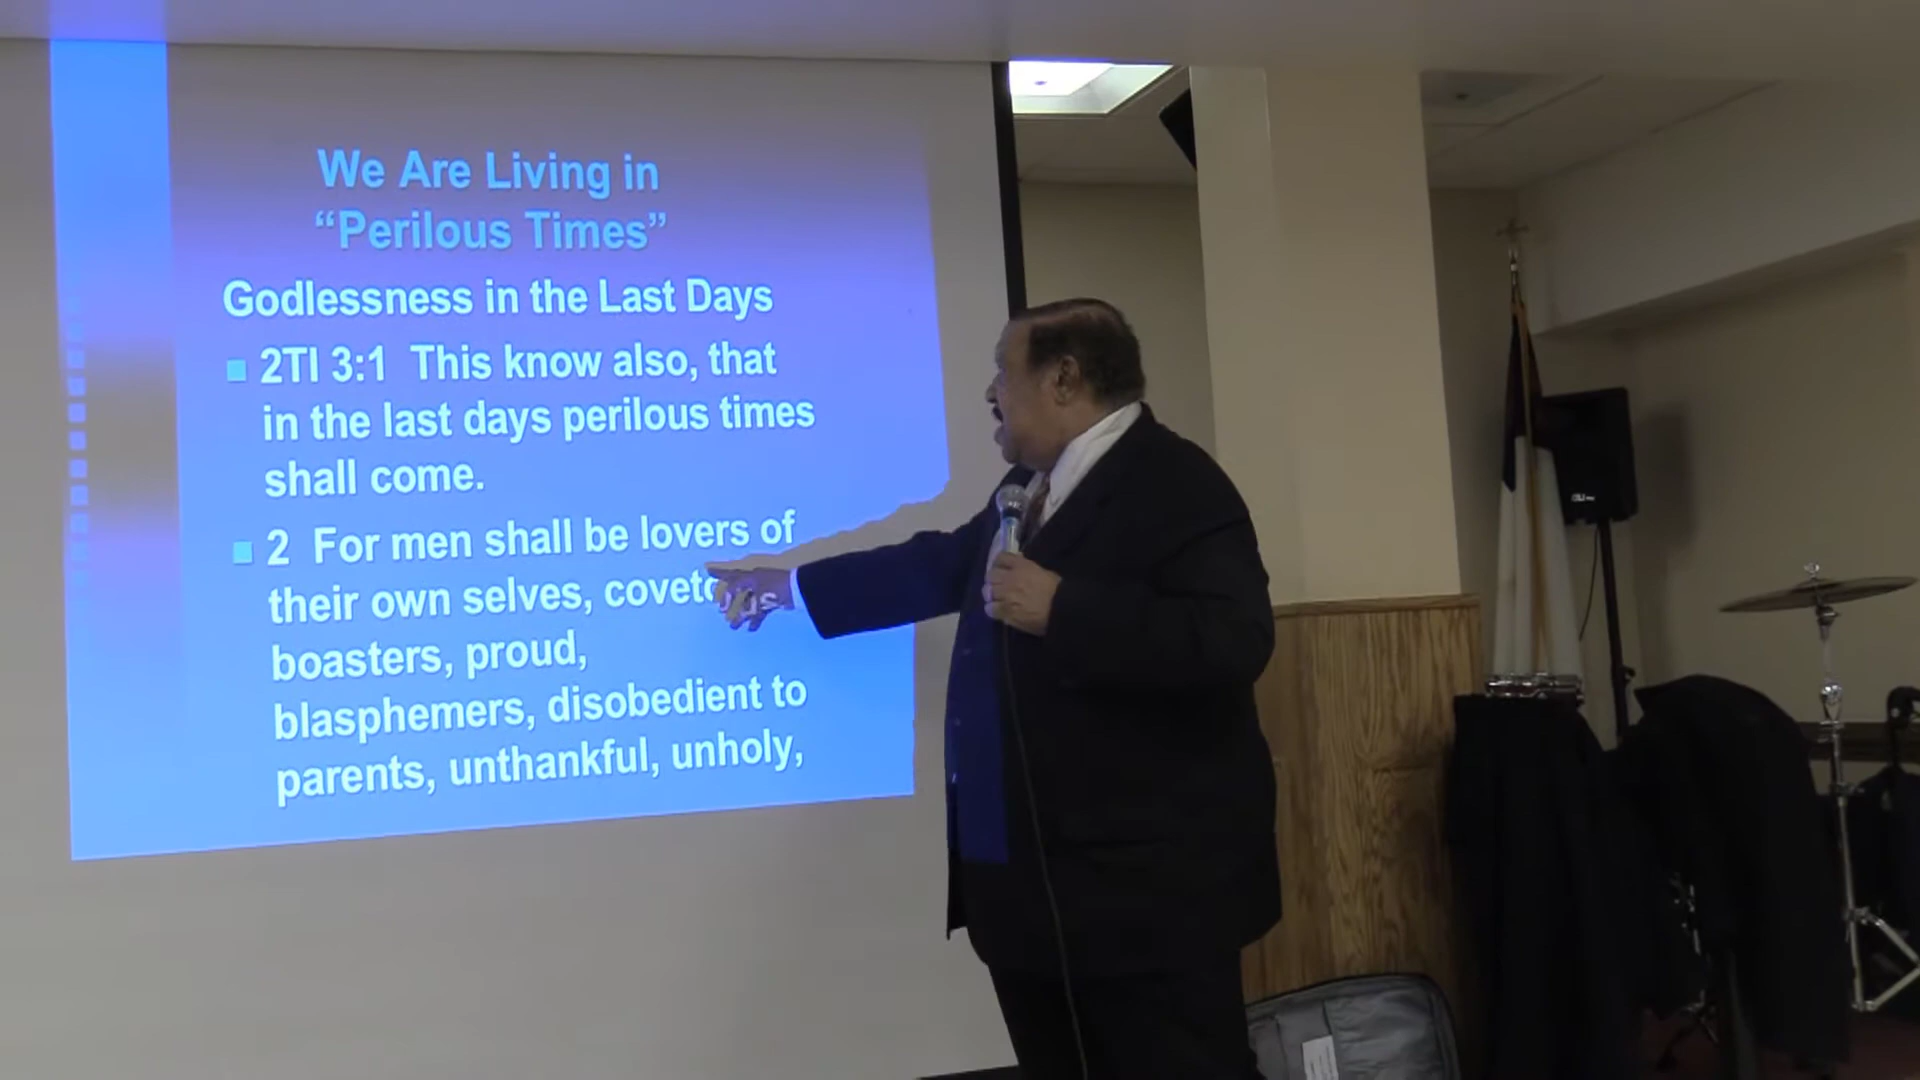 We Are Living in
“Perilous Times”
Godlessness in the Last Days
2TI 3:1 This know also, that
in the last days perilous times
shall come.
2 For men shall be lovers of
their own selves, covetous
boasters, proud,
blasphemers, disobedient to
parents, unthankful, unholy,